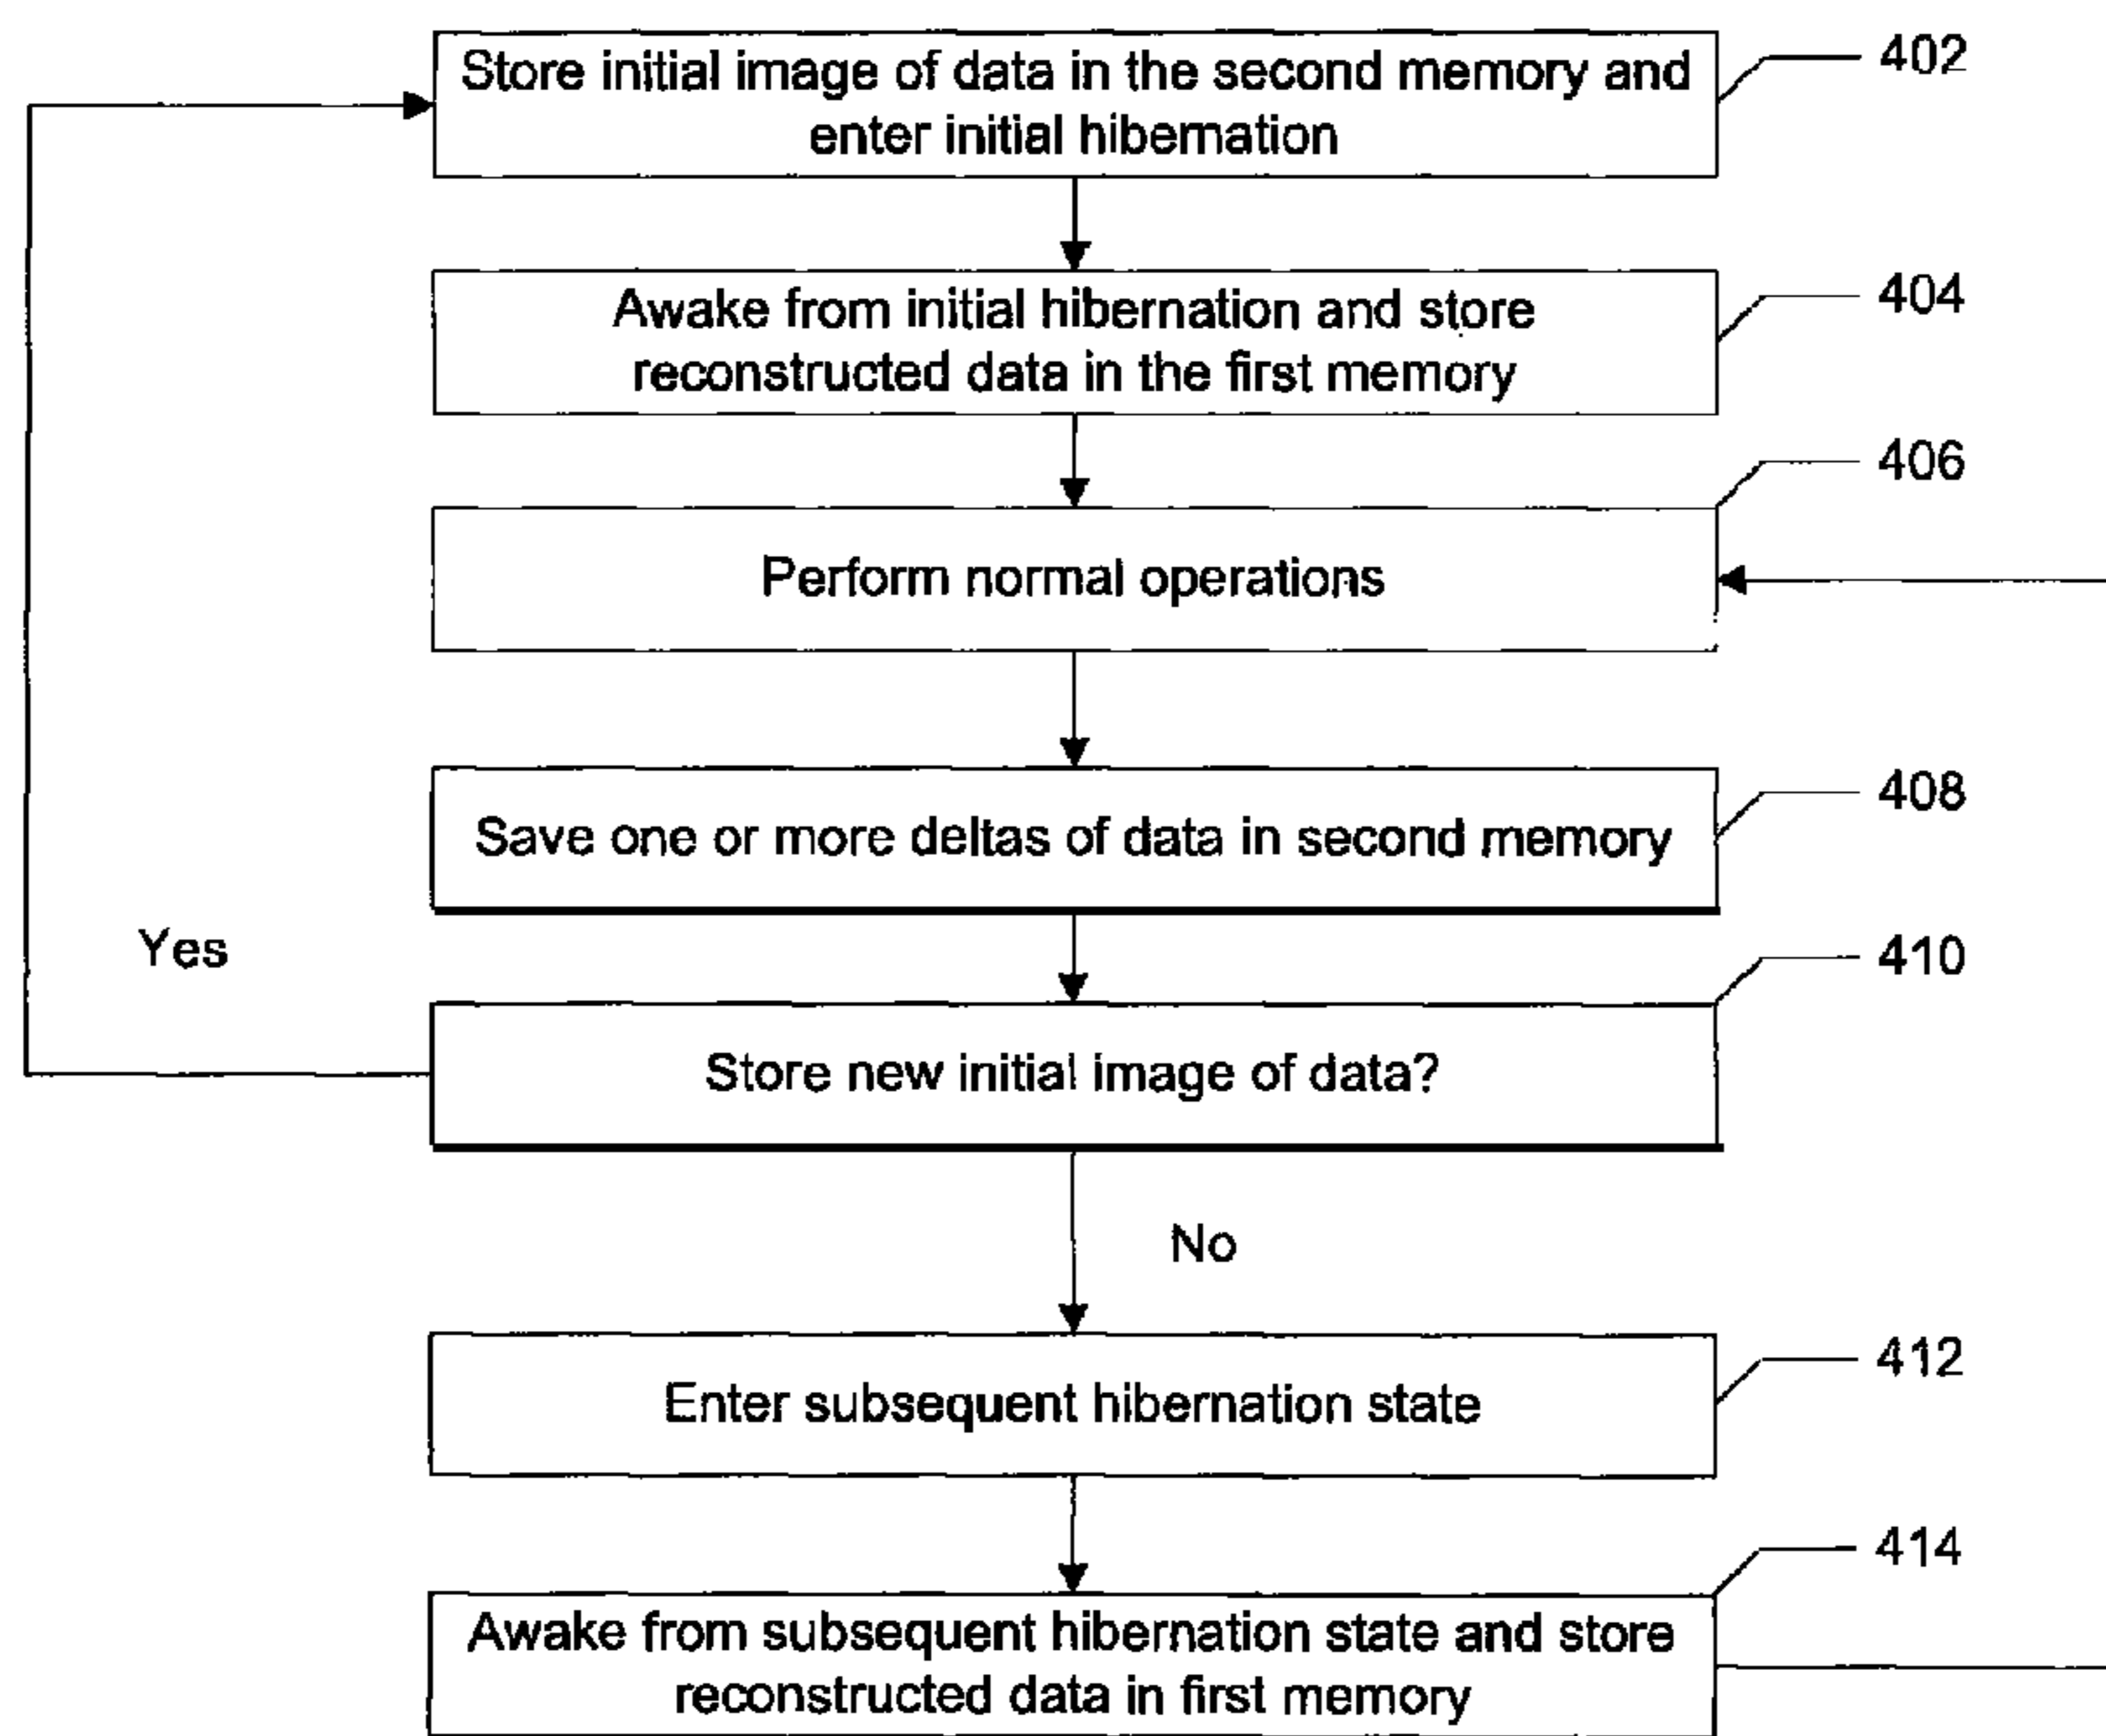 Store initial image of data in the second memory and
enter initial hibernation
402
Awake from initial hibernation and store
reconstructed data in the first memory
404
406
Perform normal operations
408
Save one or more deltas of data in second memory
Yes
410
Store new initial image of data?
No
412
Enter subsequent hibernation state
414
Awake from subsequent hibernation state and store
reconstructed data in first memory